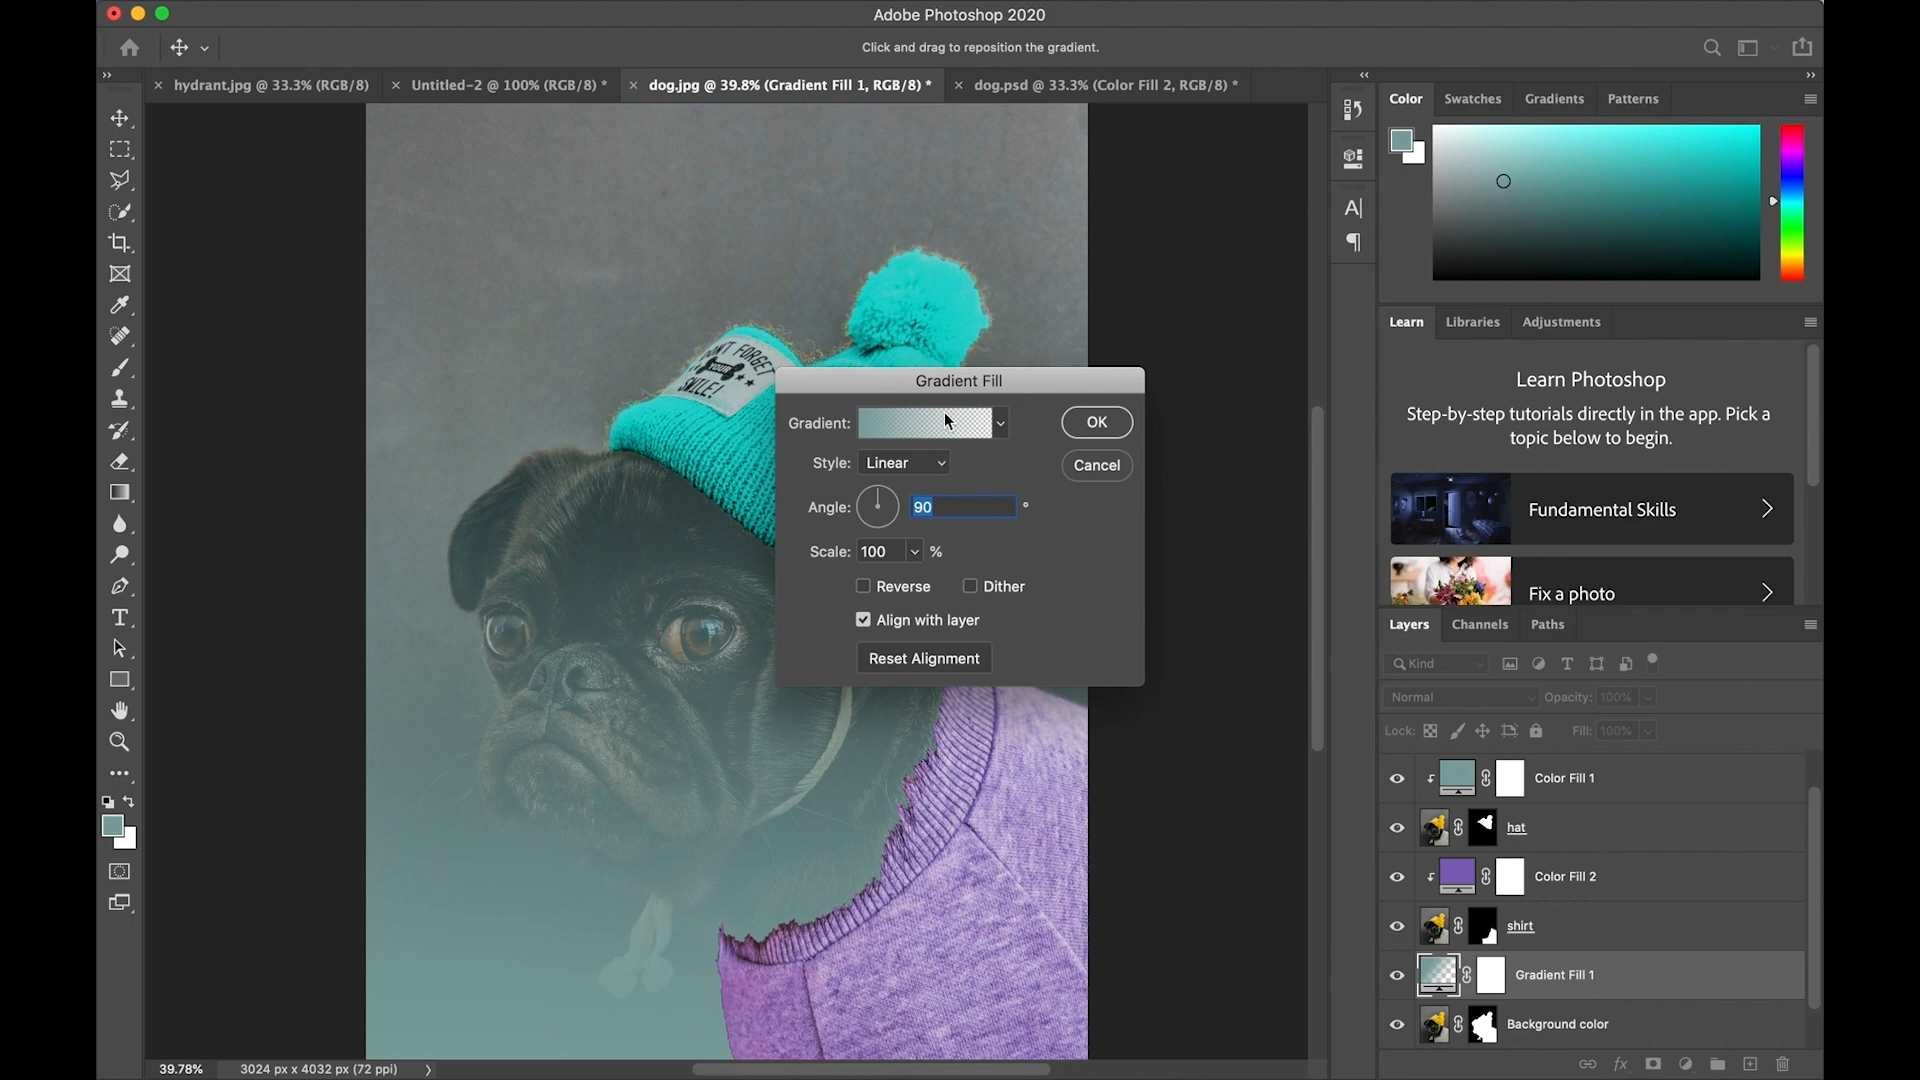 Adobe Photoshop 2020
Click and drag to reposition the gradient.
hydrant.jpg @ 33.3% (RGB/8)
Untitled-2 @ 100% (RGB/8) *
dog.jpg @ 39.8% (Gradient Fill 1, RGB/8) *
dog.psd @ 33.3% (Color Fill 2, RGB/8) *
Color
Swatches
Gradients
Patterns
Learn
Libraries
Adjustments
Learn Photoshop
Step-by-step tutorials directly in the app. Pick a
topic below to begin.
Fundamental Skills
Fix a photo
DON'T FORGET
YOUR
SMILE!
Gradient Fill
Gradient:
OK
Style: Linear
Cancel
Angle: 90 °
Scale: 100 %
Reverse
Dither
Align with layer
Reset Alignment
Layers
Channels
Paths
Kind
Normal
Opacity: 100%
Lock:
Fill: 100%
Color Fill 1
hat
Color Fill 2
shirt
Gradient Fill 1
Background color
39.78%
3024 px x 4032 px (72 ppi)